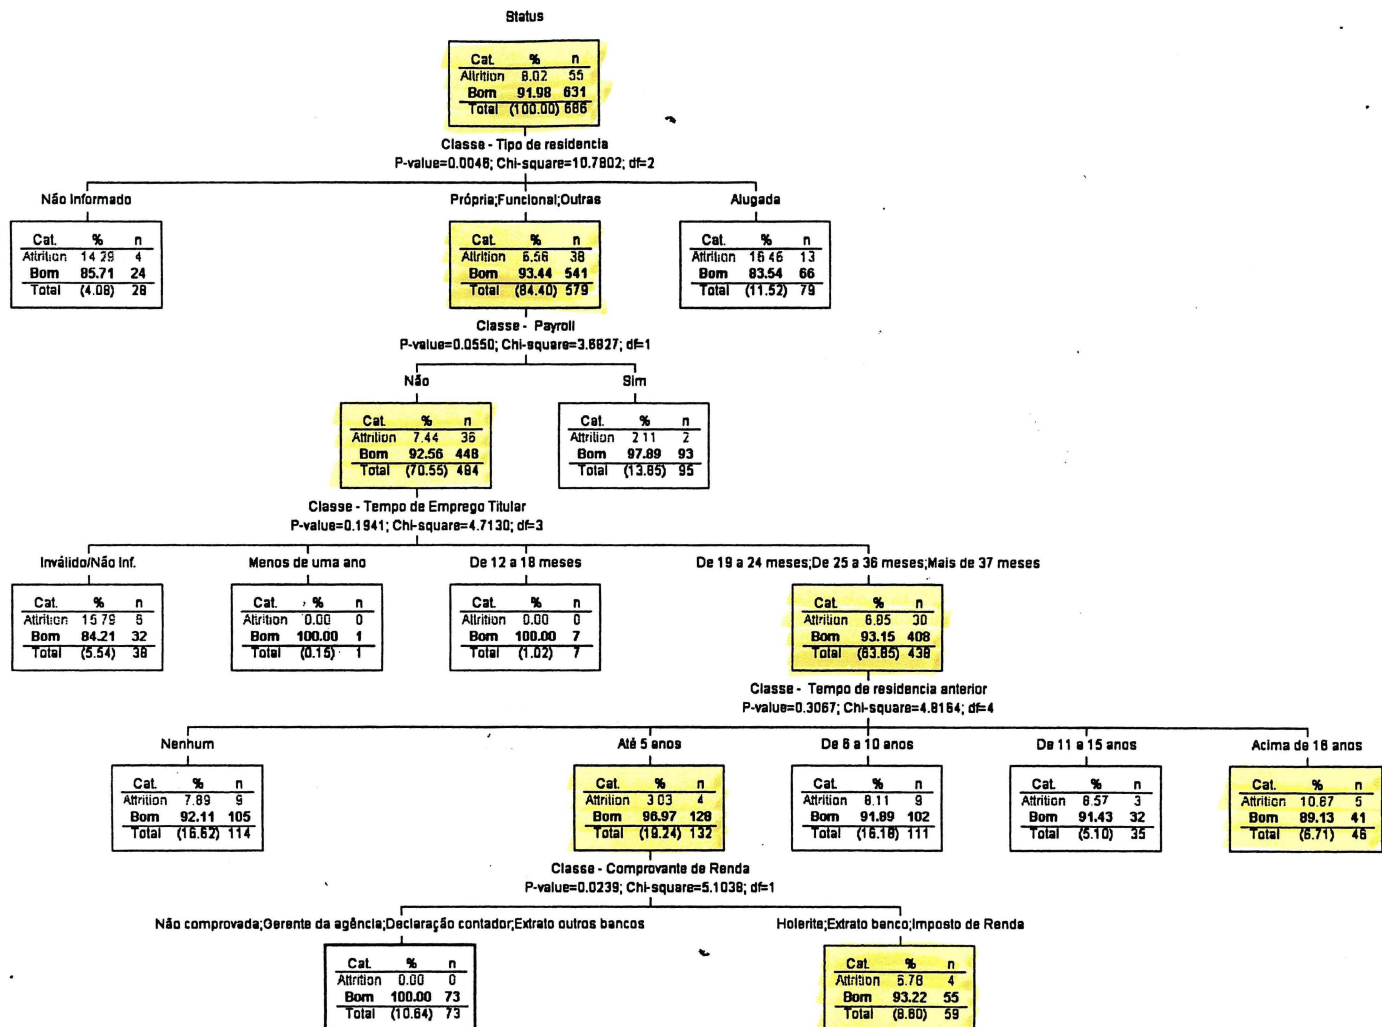 Status
Cat. % n
Attrition 8.02 55
Bom 91.98 631
Total (100.00) 686
Classe - Tipo de residencia
P-value=0.0046; Chi-square=10.7802; df=2
Não Informado Própria;Funcional;Outras Alugada
Cat. % n Cat. % n Cat. % n
Attrition 14.29 4 Attrition 6.56 38 Attrition 16.46 13
Bom 85.71 24 Bom 93.44 541 Bom 83.54 66
Total (4.08) 28 Total (84.40) 579 Total (11.52) 79
Classe - Payroll
P-value=0.0550; Chi-square=3.6827; df=1
Não Sim
Cat. % n Cat. % n
Attrition 7.44 36 Attrition 2.11 2
Bom 92.56 448 Bom 97.89 93
Total (70.55) 484 Total (13.85) 95
Classe - Tempo de Emprego Titular
P-value=0.1941; Chi-square=4.7130; df=3
Inválido/Não Inf. Menos de uma ano De 12 a 18 meses De 19 a 24 meses;De 25 a 36 meses;Mais de 37 meses
Cat. % n Cat. % n Cat. % n Cat. % n
Attrition 15.79 6 Attrition 0.00 0 Attrition 0.00 0 Attrition 6.85 30
Bom 84.21 32 Bom 100.00 1 Bom 100.00 7 Bom 93.15 408
Total (5.54) 38 Total (0.15) 1 Total (1.02) 7 Total (63.85) 438
Classe - Tempo de residencia anterior
P-value=0.3067; Chi-square=4.8164; df=4
Nenhum Até 5 anos De 6 a 10 anos De 11 a 15 anos Acima de 16 anos
Cat. % n Cat. % n Cat. % n Cat. % n Cat. % n
Attrition 7.89 9 Attrition 3.03 4 Attrition 8.11 9 Attrition 8.57 3 Attrition 10.87 5
Bom 92.11 105 Bom 96.97 128 Bom 91.89 102 Bom 91.43 32 Bom 89.13 41
Total (16.62) 114 Total (19.24) 132 Total (16.18) 111 Total (5.10) 35 Total (6.71) 46
Classe - Comprovante de Renda
P-value=0.0239; Chi-square=5.1038; df=1
Não comprovada;Gerente da agência;Declaração contador;Extrato outros bancos Holerite;Extrato banco;Imposto de Renda
Cat. % n Cat. % n
Attrition 0.00 0 Attrition 6.78 4
Bom 100.00 73 Bom 93.22 55
Total (10.64) 73 Total (8.60) 59